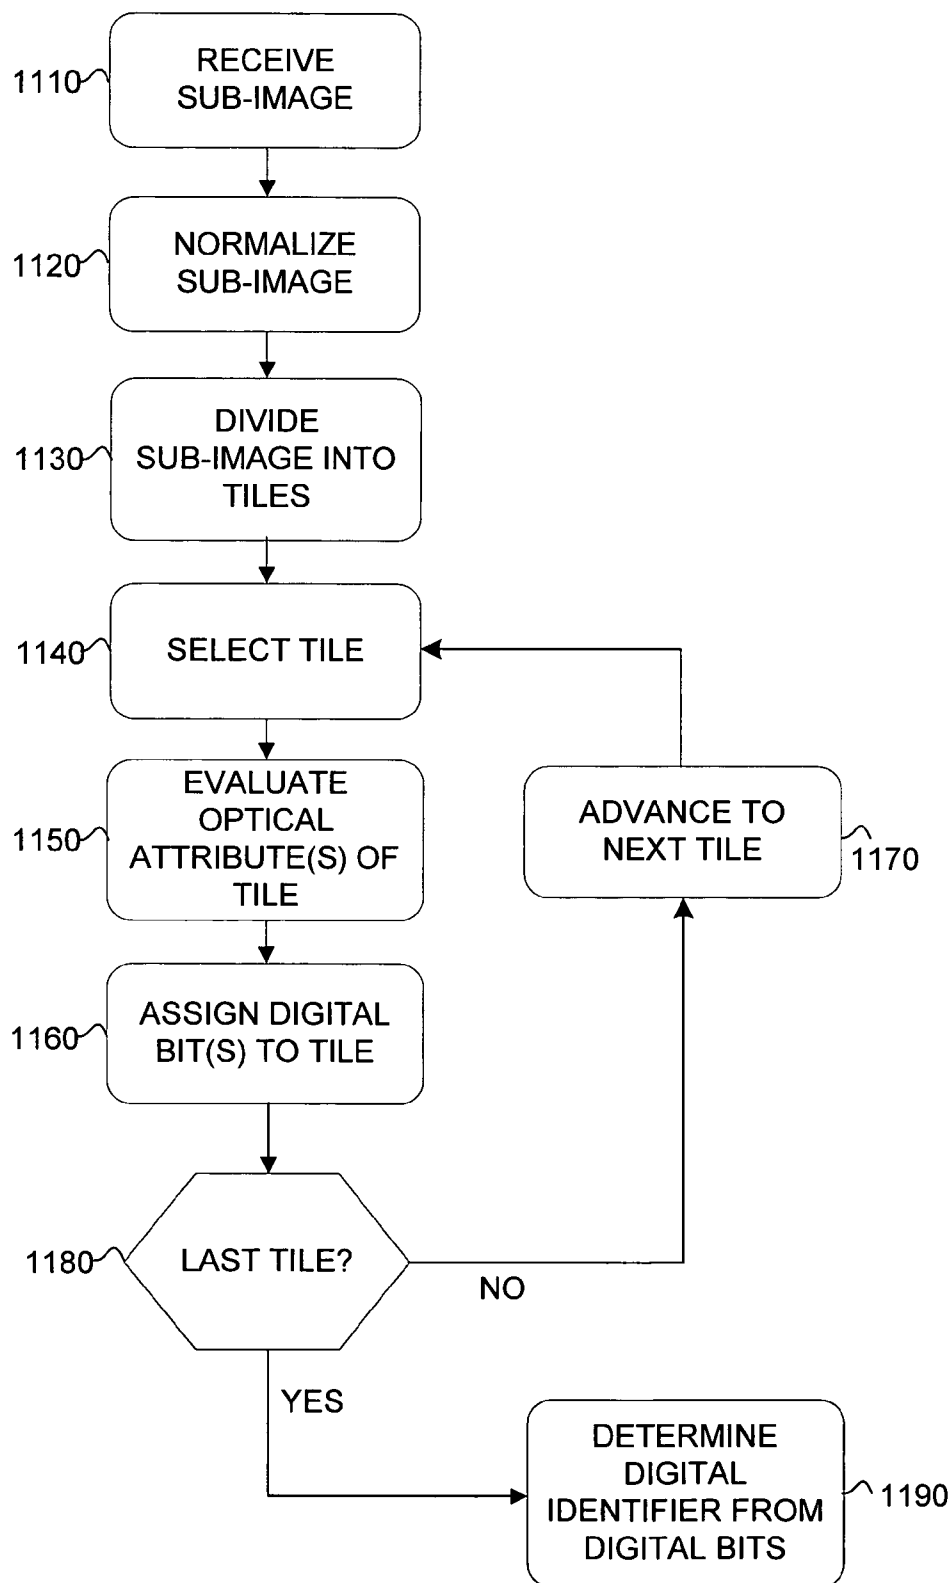 RECEIVE
SUB-IMAGE
1110
NORMALIZE
SUB-IMAGE
1120
DIVIDE
SUB-IMAGE INTO
TILES
1130
SELECT TILE
1140
EVALUATE
OPTICAL
ATTRIBUTE(S) OF
TILE
1150
ADVANCE TO
NEXT TILE
1170
ASSIGN DIGITAL
BIT(S) TO TILE
1160
LAST TILE?
1180
NO
YES
DETERMINE
DIGITAL
IDENTIFIER FROM
DIGITAL BITS
1190